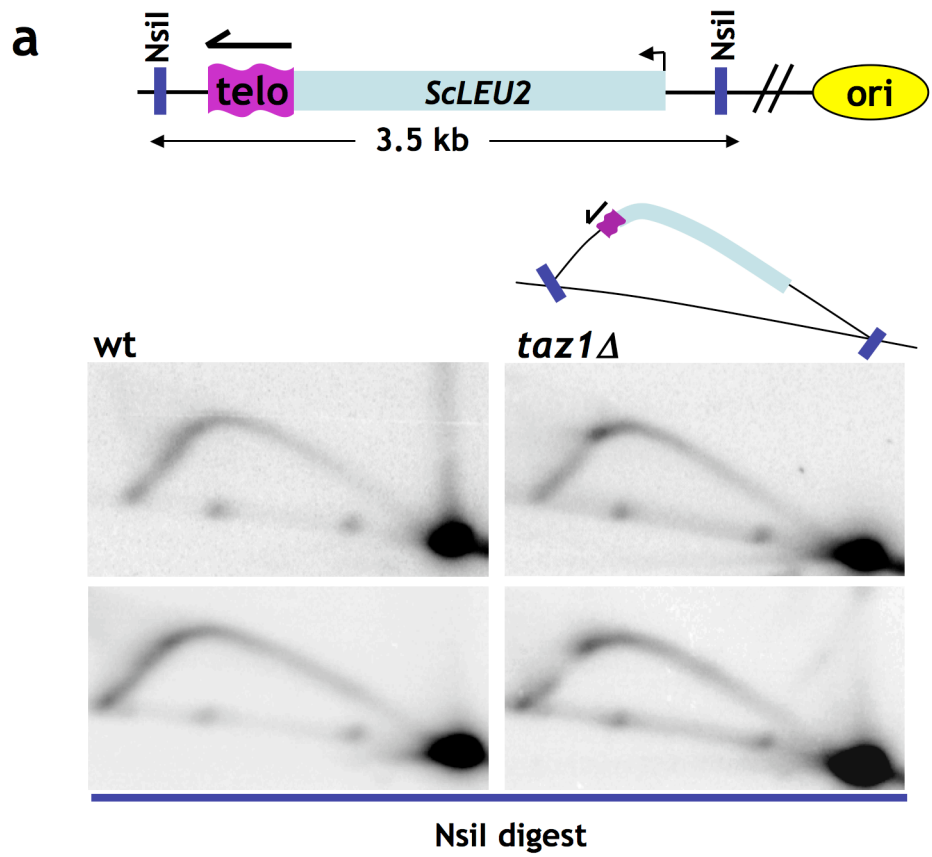 a
NsiI
NsiI
telo
ScLEU2
ori
3.5 kb
wt
taz1Δ
NsiI digest